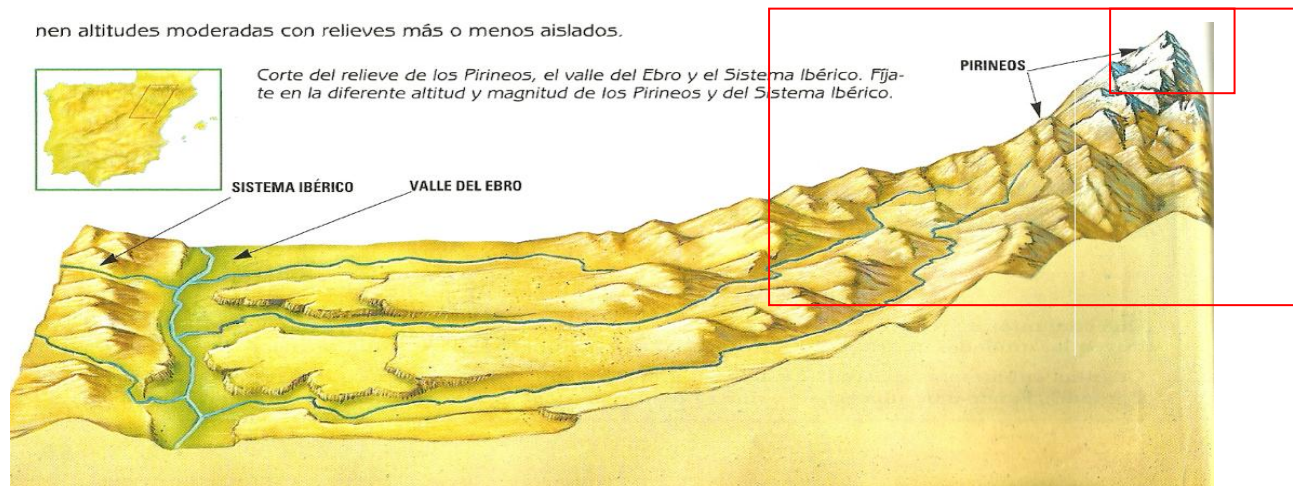 nen altitudes moderadas con relieves más o menos aislados.
Corte del relieve de los Pirineos, el valle del Ebro y el Sistema Ibérico. Fíja-
te en la diferente altitud y magnitud de los Pirineos y del Sistema Ibérico.
PIRINEOS
SISTEMA IBÉRICO
VALLE DEL EBRO